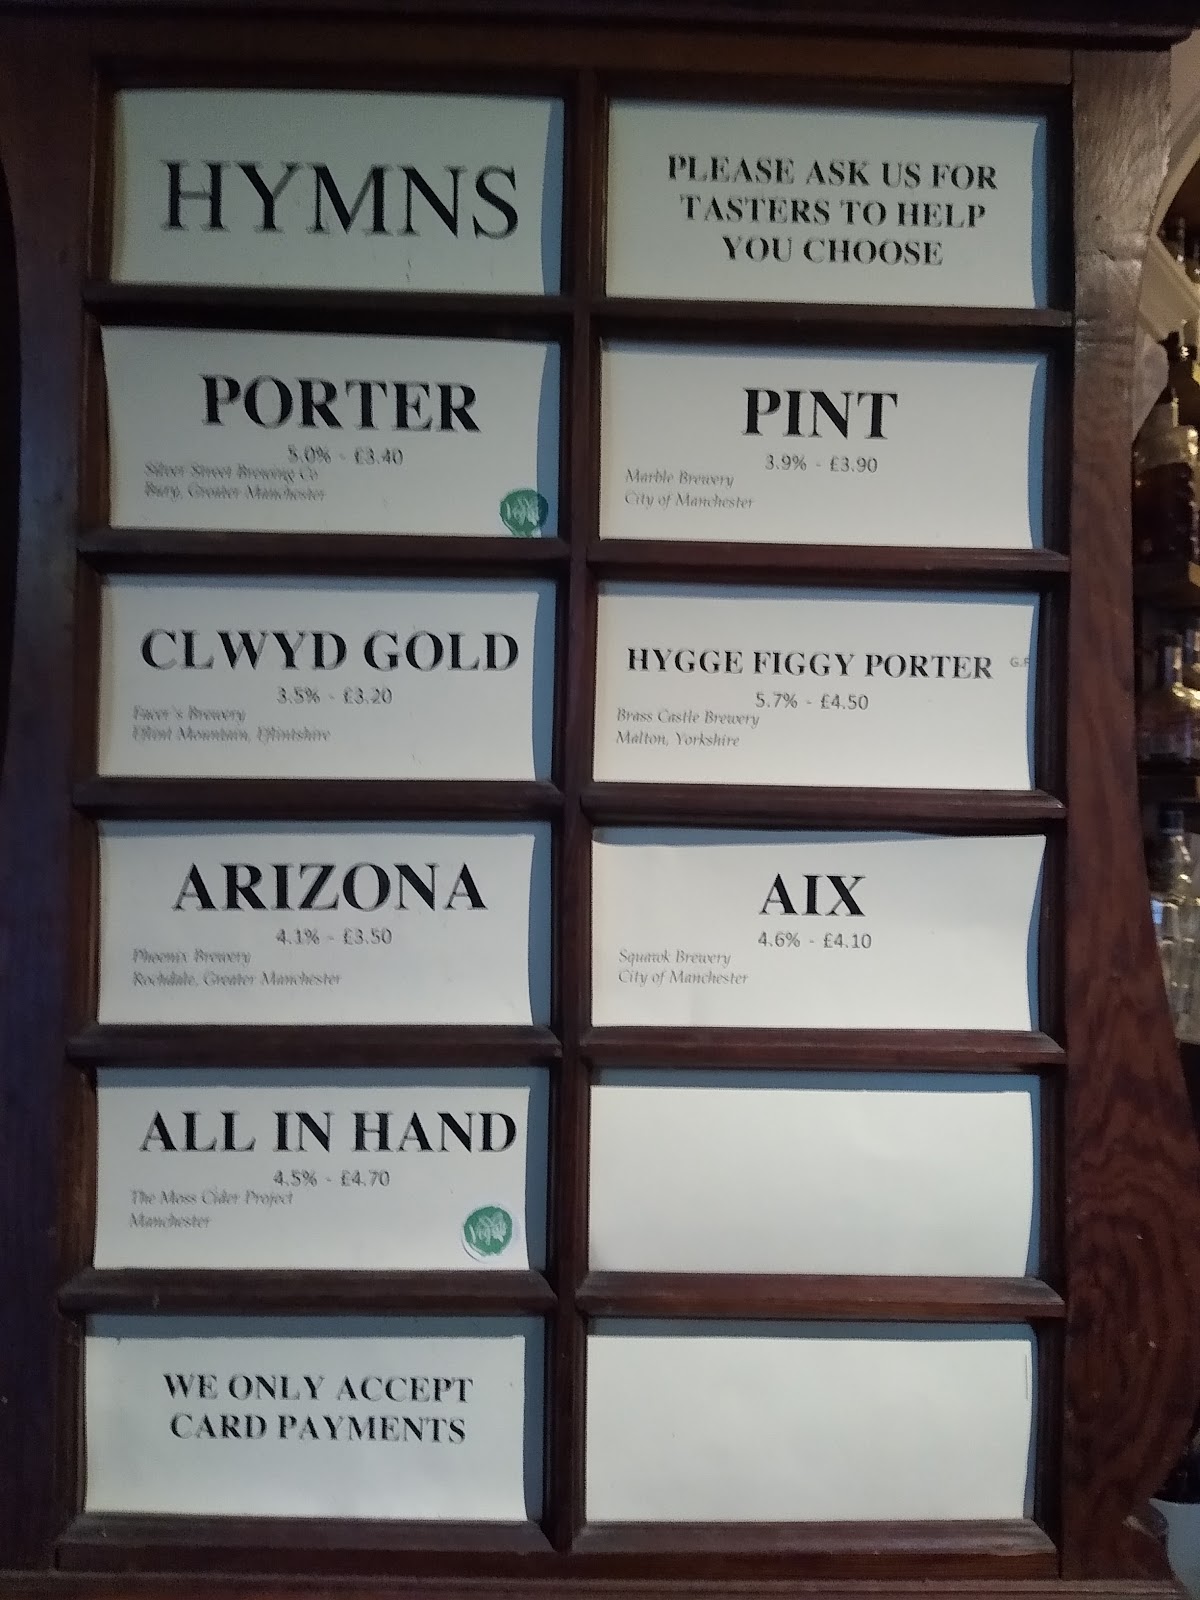 HYMNS
PLEASE ASK US FOR
TASTERS TO HELP
YOU CHOOSE
PORTER
5.0% - £3.40
Silver Street Brewing Co
Bury, Greater Manchester
PINT
3.9% - £3.90
Marble Brewery
City of Manchester
CLWYD GOLD
3.5% - £3.20
Facer's Brewery
Flint Mountain, Flintshire
HYGGE FIGGY PORTER
5.7% - £4.50
Brass Castle Brewery
Malton, Yorkshire
ARIZONA
4.1% - £3.50
Phoenix Brewery
Rochdale, Greater Manchester
AIX
4.6% - £4.10
Squawk Brewery
City of Manchester
ALL IN HAND
4.5% - £4.70
The Moss Cider Project
Manchester
WE ONLY ACCEPT
CARD PAYMENTS